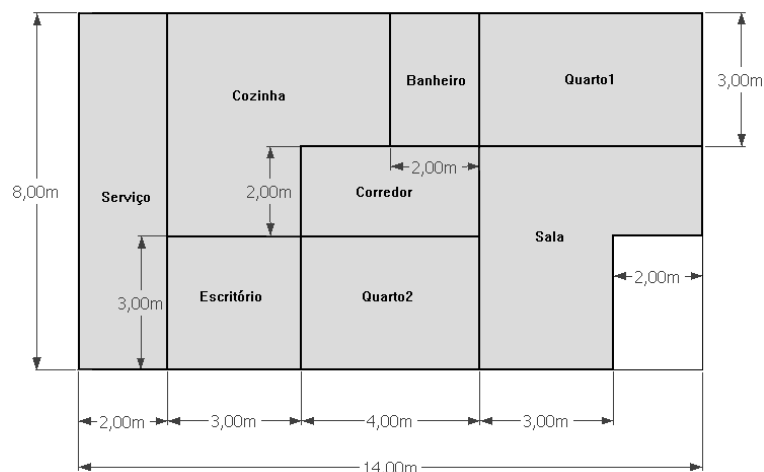 Banheiro
Quarto1
3,00m
Cozinha
2,00m
8,00m
Serviço
2,00m
Corredor
Sala
3,00m
Escritório
Quarto2
2,00m
2,00m
3,00m
4,00m
3,00m
14,00m